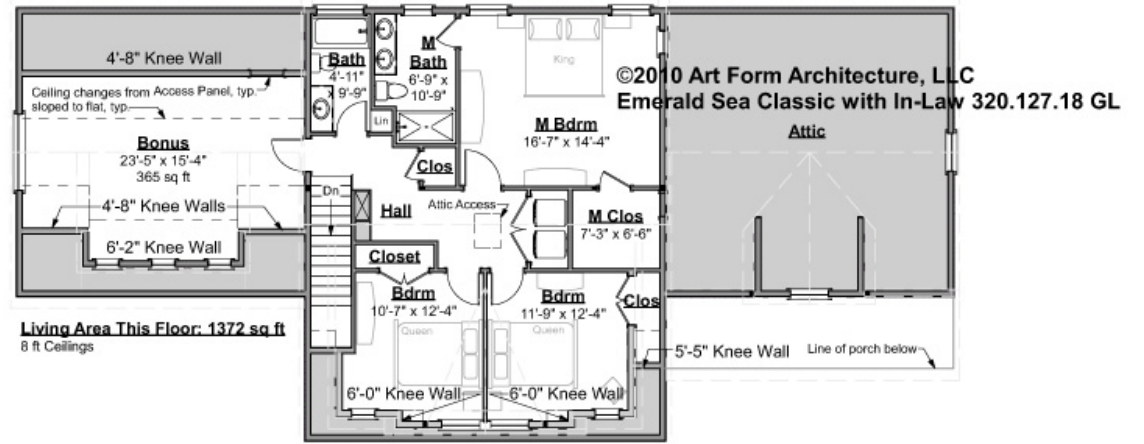 4'-8" Knee Wall
Ceiling changes from
sloped to flat, typ.
Access Panel, typ.
Bonus
23'-5" x 15'-4"
365 sq ft
4'-8" Knee Walls
6'-2" Knee Wall
Living Area This Floor: 1372 sq ft
8 ft Ceilings
Bath
4'-11"
9'-9"
M
Bath
6'-9" x
10'-9"
Lin
King
M Bdrm
16'-7" x 14'-4"
©2010 Art Form Architecture, LLC
Emerald Sea Classic with In-Law 320.127.18 GL
Attic
Clos
Dn
Hall
Attic Access
M Clos
7'-3" x 6'-6"
Closet
Bdrm
10'-7" x 12'-4"
Queen
6'-0" Knee Wall
Bdrm
11'-9" x 12'-4"
Queen
6'-0" Knee Wall
Clos
5'-5" Knee Wall
Line of porch below